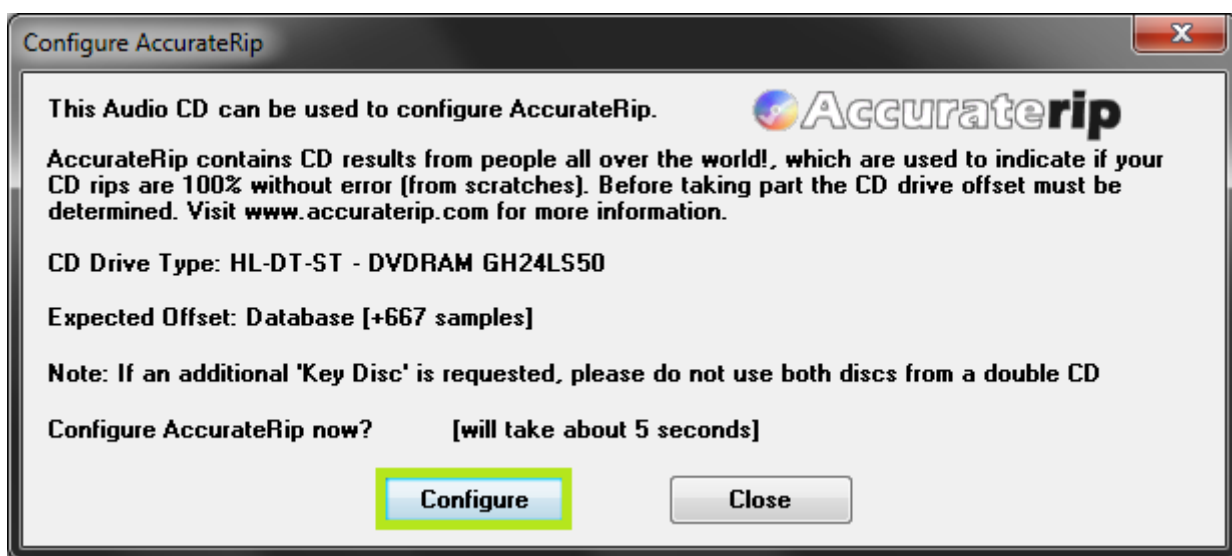 Configure AccurateRip
This Audio CD can be used to configure AccurateRip.
Accuraterip
AccurateRip contains CD results from people all over the world!, which are used to indicate if your
CD rips are 100% without error (from scratches). Before taking part the CD drive offset must be
determined. Visit www.accuraterip.com for more information.
CD Drive Type: HL-DT-ST - DVDRAM GH24LS50
Expected Offset: Database [+667 samples]
Note: If an additional 'Key Disc' is requested, please do not use both discs from a double CD
Configure AccurateRip now? [will take about 5 seconds]
Configure Close